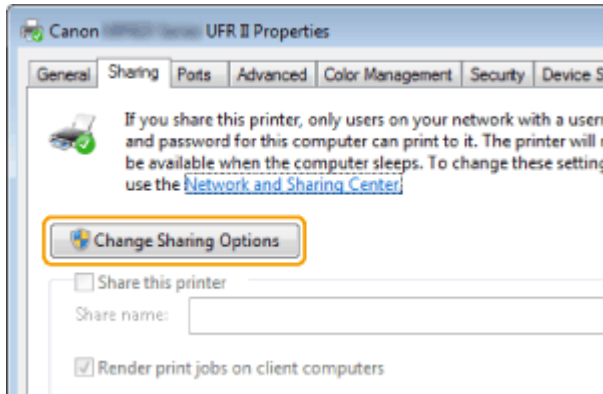 Canon UFR II Properties
General Sharing Ports Advanced Color Management Security Device S
If you share this printer, only users on your network with a user
and password for this computer can print to it. The printer will
be available when the computer sleeps. To change these setting
use the Network and Sharing Center.
Change Sharing Options
Share this printer
Share name:
Render print jobs on client computers